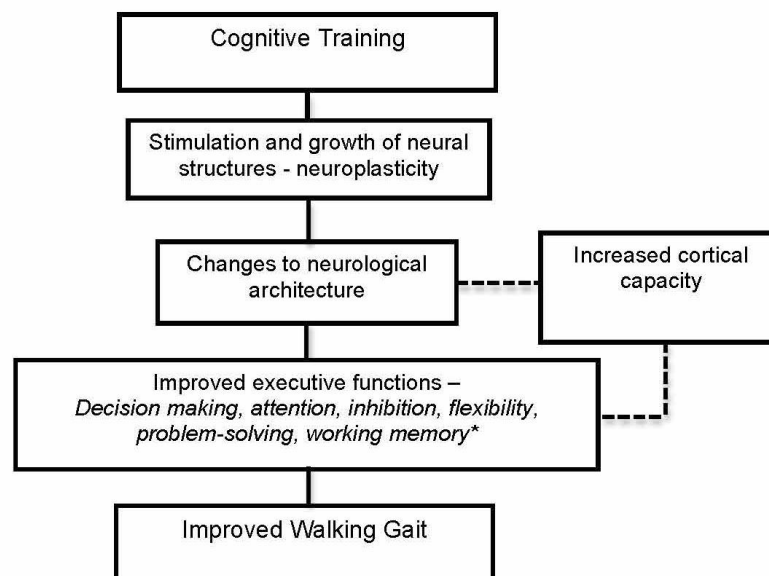 Cognitive Training
Stimulation and growth of neural
structures - neuroplasticity
Changes to neurological
architecture
Increased cortical
capacity
Improved executive functions –
Decision making, attention, inhibition, flexibility,
problem-solving, working memory*
Improved Walking Gait